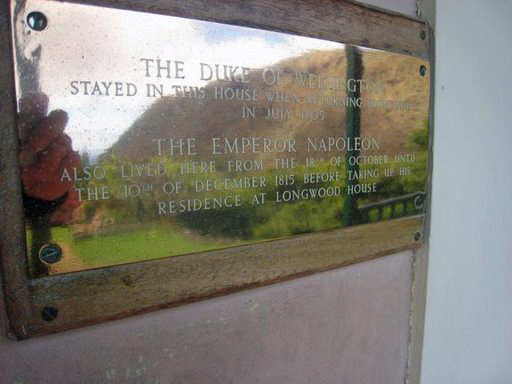 THE DUKE OF WELLINGTON
STAYED IN THIS HOUSE WHEN RETURNING
IN JULY 1805
THE EMPEROR NAPOLEON
ALSO LIVED HERE FROM THE 18TH OF OCTOBER UNTIL
THE 10TH OF DECEMBER 1815 BEFORE TAKING UP HIS
RESIDENCE AT LONGWOOD HOUSE